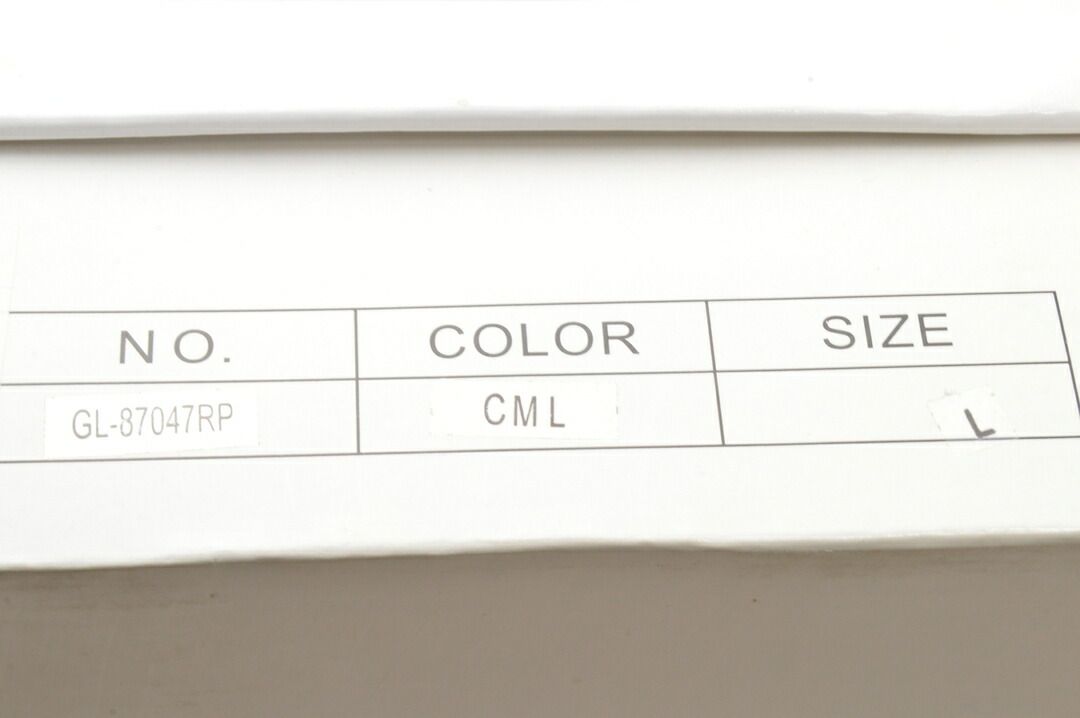 NO. COLOR SIZE
GL-87047RP CML L